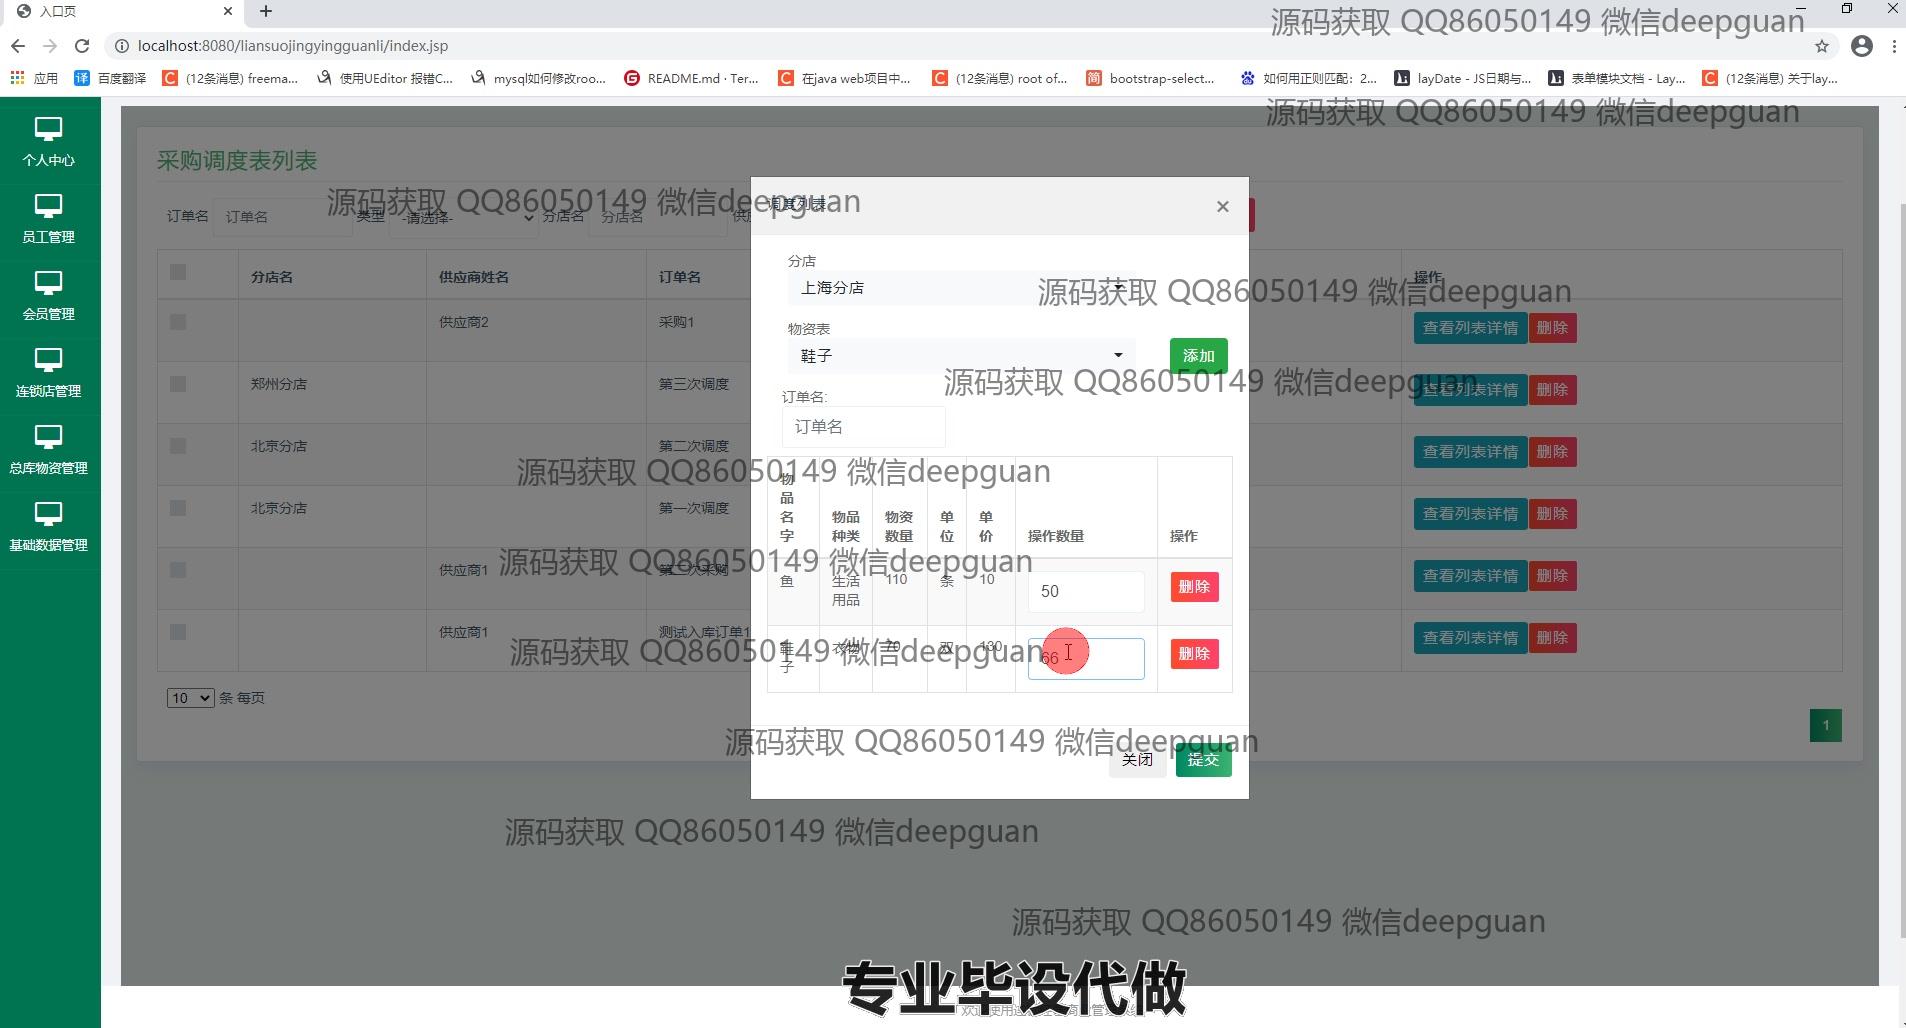 入口页
localhost:8080/liansuojingyingguanli/index.jsp
应用 百度翻译 (12条消息) freema... 使用UEditor 报错C... mysql如何修改roo... README.md · Ter... 在java web项目中... (12条消息) root of... bootstrap-select... 如何用正则匹配：2... layDate - JS日期与... 表单模块文档 - Lay... (12条消息) 关于lay...
源码获取 QQ86050149 微信deepguan
源码获取 QQ86050149 微信deepguan
个人中心
员工管理
会员管理
连锁店管理
总库物资管理
基础数据管理
采购调度表列表
源码获取 QQ86050149 微信deepguan
订单名 订单名 类型 -请选择- 分店名 分店名
分店名 供应商姓名 订单名 操作
供应商2 采购1 查看列表详情 删除
郑州分店 第三次调度 查看列表详情 删除
北京分店 第二次调度 查看列表详情 删除
北京分店 第一次调度 查看列表详情 删除
供应商1 第二次采购 查看列表详情 删除
供应商1 测试入库订单1 查看列表详情 删除
10 条 每页
1
调度列表 ×
分店
上海分店
源码获取 QQ86050149 微信deepguan
物资表
鞋子 添加
源码获取 QQ86050149 微信deepguan
订单名:
订单名
源码获取 QQ86050149 微信deepguan
物品名字 物品种类 物资数量 单位 单价 操作数量 操作
源码获取 QQ86050149 微信deepguan
鱼 生活用品 110 条 10 50 删除
鞋子 衣物 70 双 130 66 删除
源码获取 QQ86050149 微信deepguan
源码获取 QQ86050149 微信deepguan
关闭 提交
源码获取 QQ86050149 微信deepguan
源码获取 QQ86050149 微信deepguan
专业毕设代做